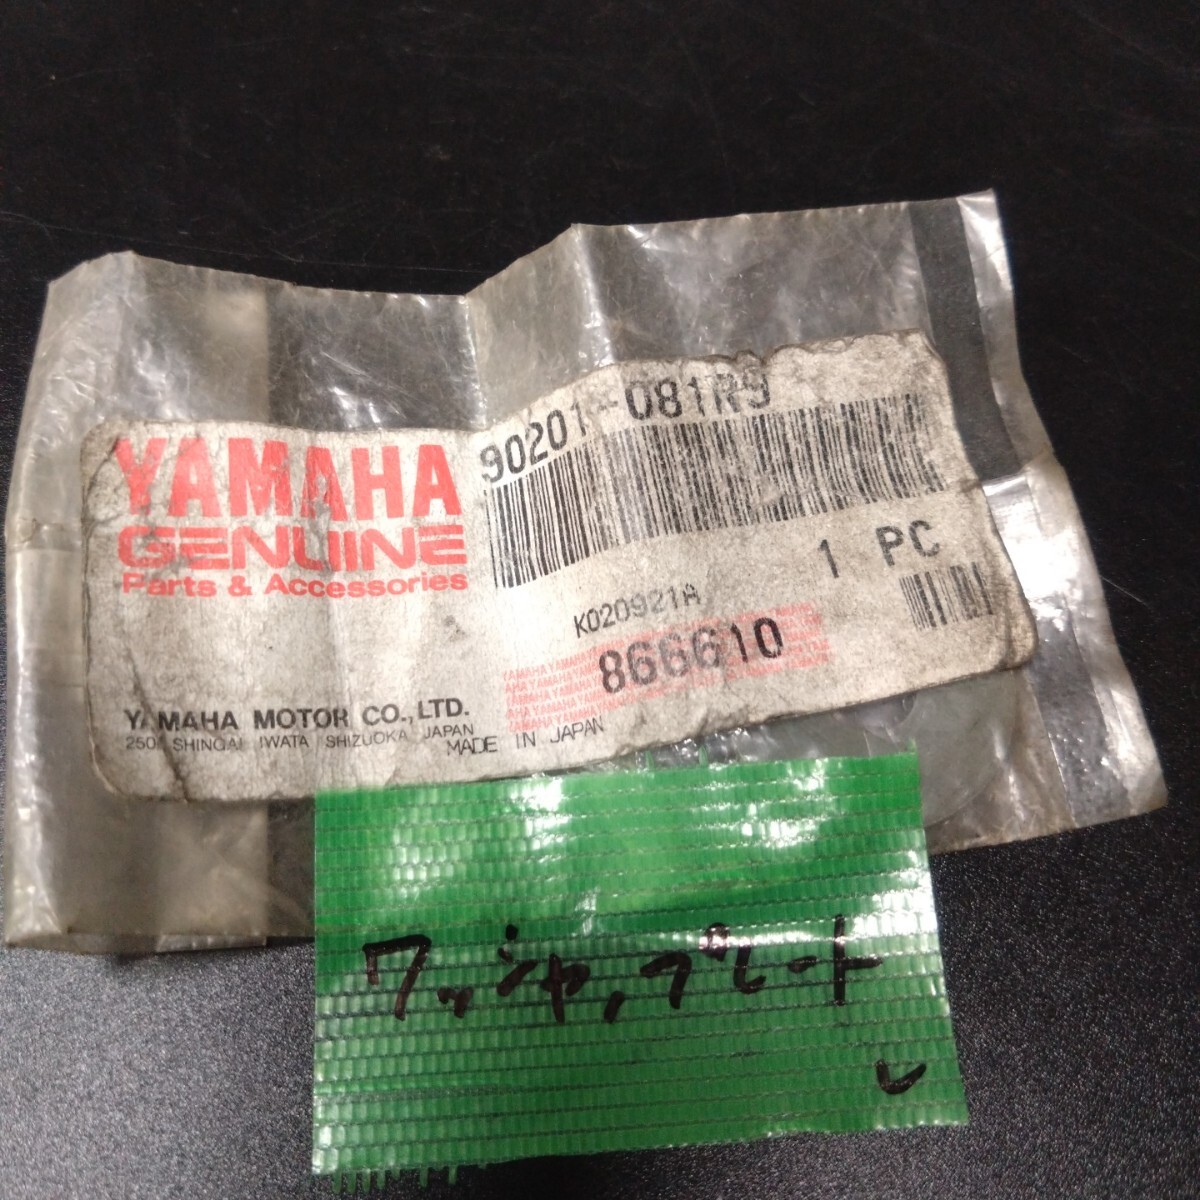 YAMAHA
GENUINE
Parts & Accessories
90201-081R9
1 PC
K020921A
866610
YAMAHA MOTOR CO., LTD.
2500 SHINGAI IWATA SHIZUOKA JAPAN
MADE IN JAPAN
ワッシャ,プレート
レ